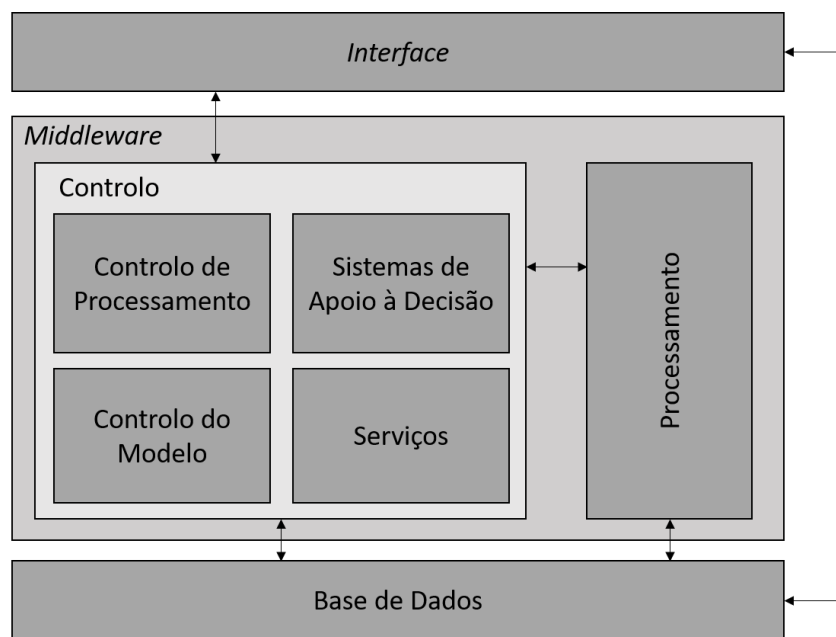 Interface
Middleware
Controlo
Controlo de
Processamento
Sistemas de
Apoio à Decisão
Controlo do
Modelo
Serviços
Processamento
Base de Dados